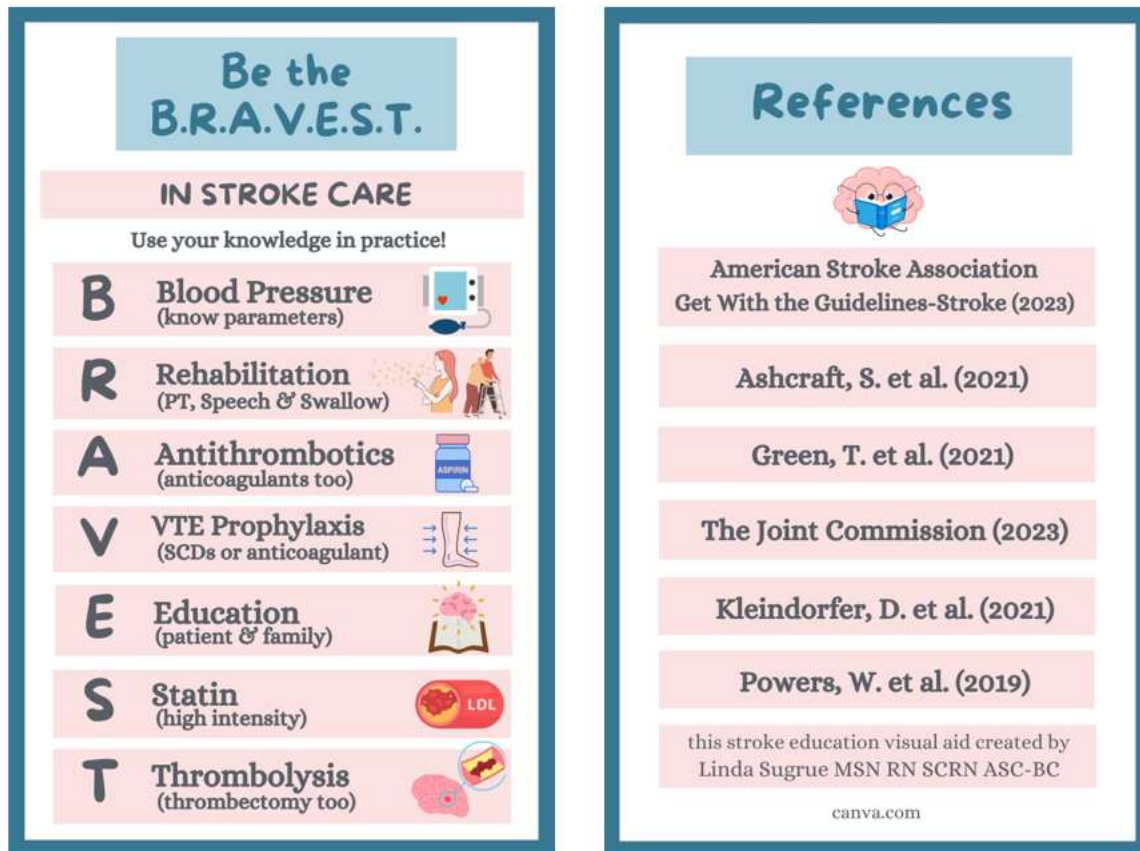 Be the
B.R.A.V.E.S.T.
IN STROKE CARE
Use your knowledge in practice!
B
Blood Pressure
(know parameters)
R
Rehabilitation
(PT, Speech & Swallow)
A
Antithrombotics
(anticoagulants too)
ASPIRIN
V
VTE Prophylaxis
(SCDs or anticoagulant)
E
Education
(patient & family)
S
Statin
(high intensity)
LDL
T
Thrombolysis
(thrombectomy too)
References
American Stroke Association
Get With the Guidelines-Stroke (2023)
Ashcraft, S. et al. (2021)
Green, T. et al. (2021)
The Joint Commission (2023)
Kleindorfer, D. et al. (2021)
Powers, W. et al. (2019)
this stroke education visual aid created by
Linda Sugrue MSN RN SCRN ASC-BC
canva.com